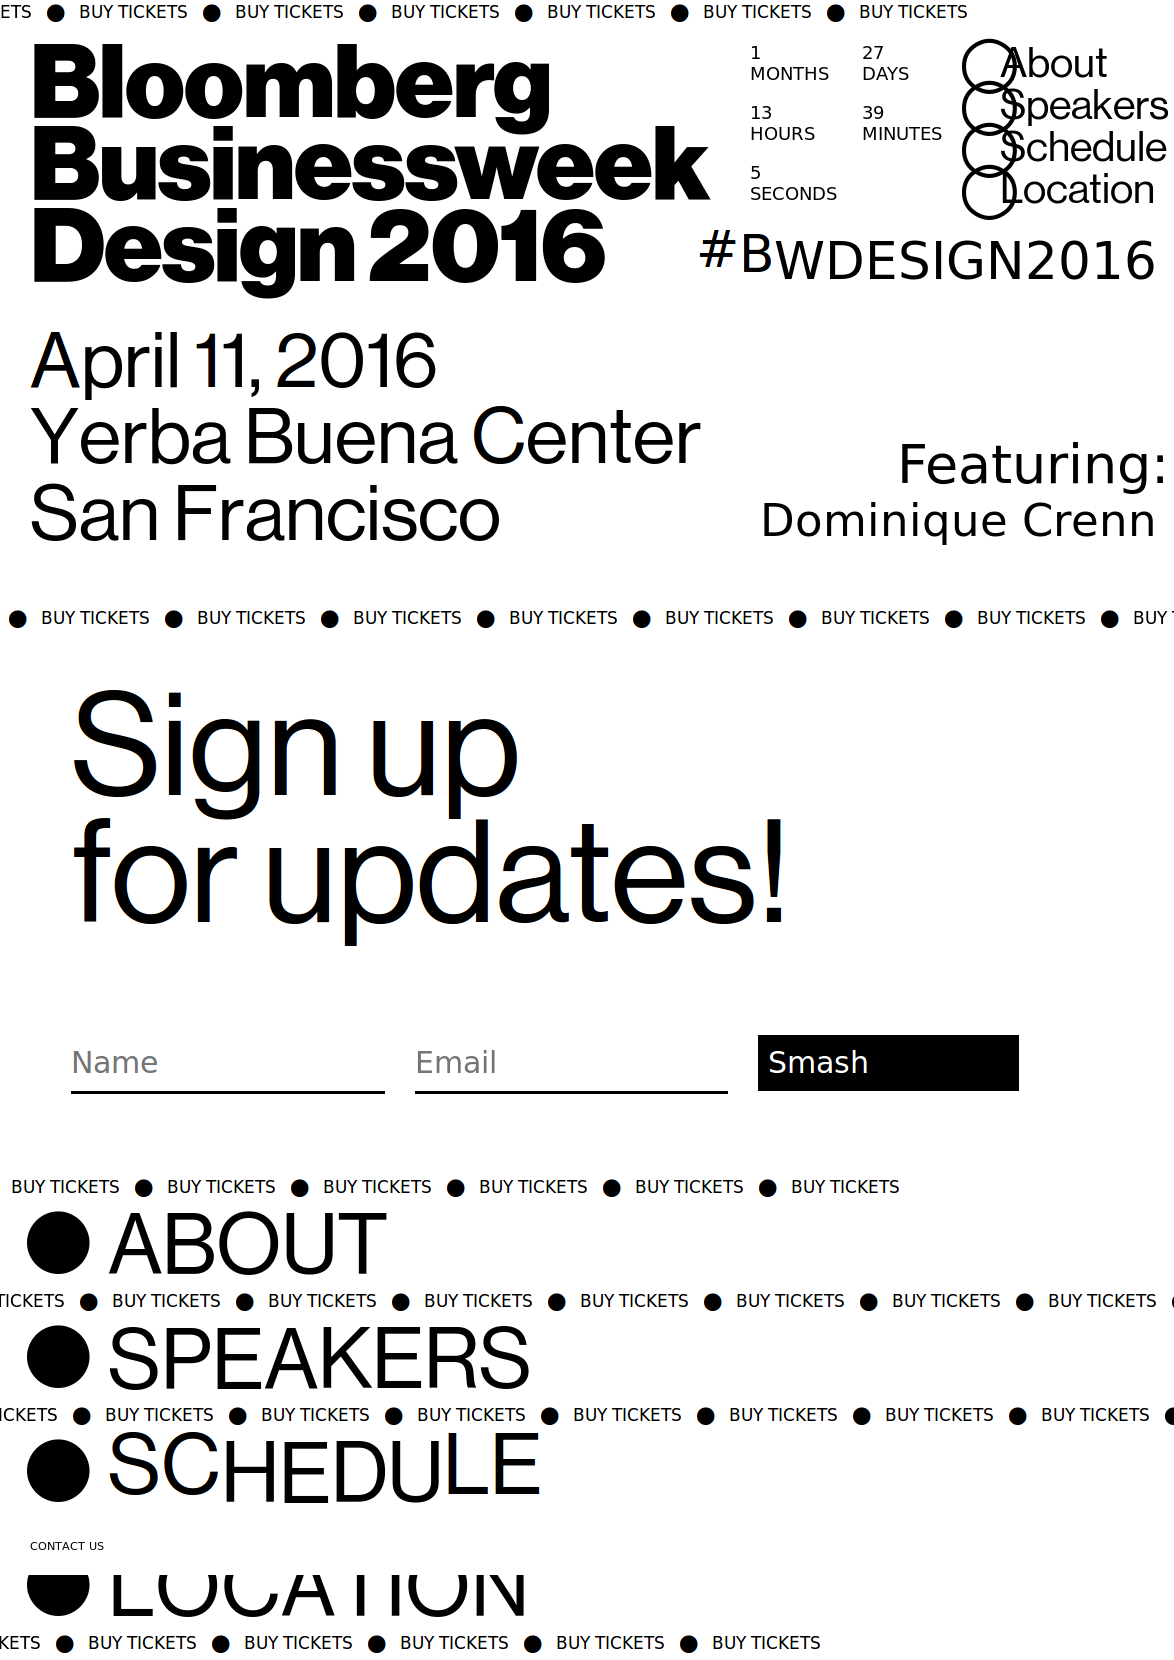 ETS ● BUY TICKETS ● BUY TICKETS ● BUY TICKETS ● BUY TICKETS ● BUY TICKETS ● BUY TICKETS
Bloomberg
Businessweek
Design 2016
1 MONTHS
27 DAYS
13 HOURS
39 MINUTES
5 SECONDS
About
Speakers
Schedule
Location
#BWDESIGN2016
April 11, 2016
Yerba Buena Center
San Francisco
Featuring:
Dominique Crenn
● BUY TICKETS ● BUY TICKETS ● BUY TICKETS ● BUY TICKETS ● BUY TICKETS ● BUY TICKETS ● BUY TICKETS ● BUY
Sign up
for updates!
Name
Email
Smash
BUY TICKETS ● BUY TICKETS ● BUY TICKETS ● BUY TICKETS ● BUY TICKETS ● BUY TICKETS
● ABOUT
TICKETS ● BUY TICKETS ● BUY TICKETS ● BUY TICKETS ● BUY TICKETS ● BUY TICKETS ● BUY TICKETS ● BUY TICKETS
● SPEAKERS
ICKETS ● BUY TICKETS ● BUY TICKETS ● BUY TICKETS ● BUY TICKETS ● BUY TICKETS ● BUY TICKETS ● BUY TICKETS ●
● SCHEDULE
CONTACT US
● LOCATION
KETS ● BUY TICKETS ● BUY TICKETS ● BUY TICKETS ● BUY TICKETS ● BUY TICKETS